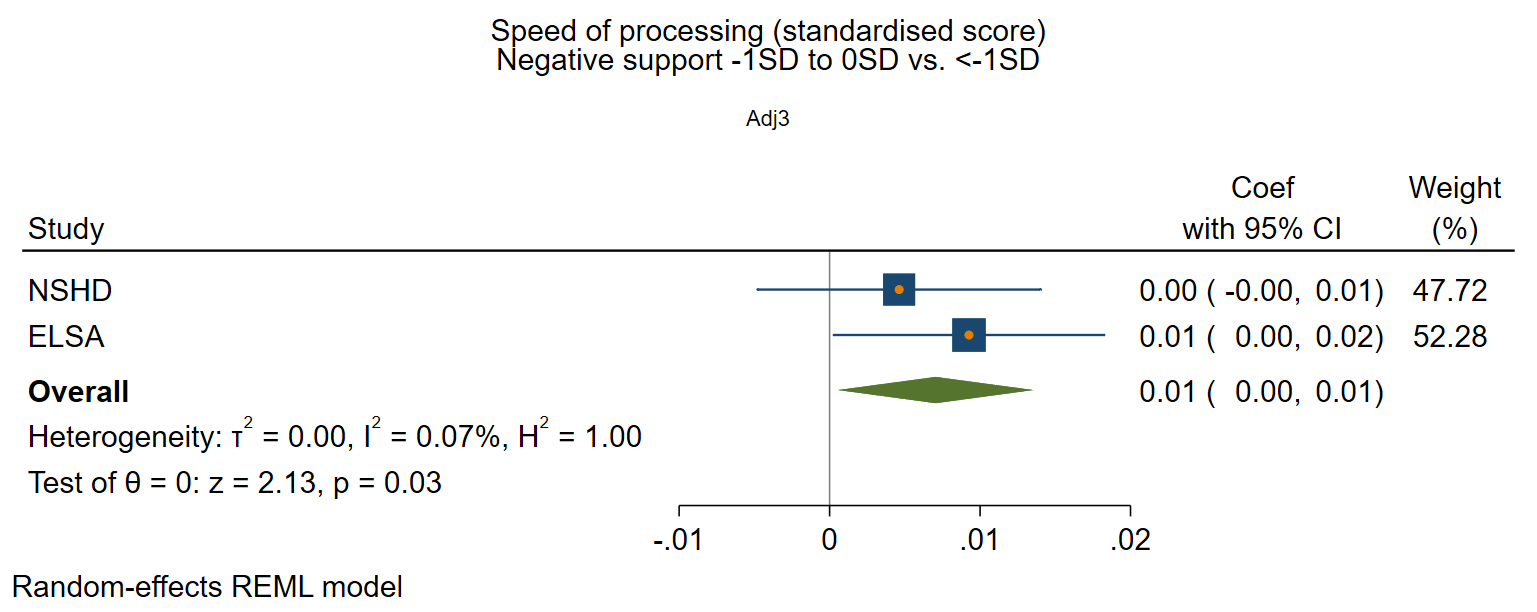 Speed of processing (standardised score)
Negative support -1SD to 0SD vs. <-1SD
Adj3
Coef Weight
Study with 95% CI (%)
NSHD 0.00 ( -0.00, 0.01) 47.72
ELSA 0.01 ( 0.00, 0.02) 52.28
Overall 0.01 ( 0.00, 0.01)
Heterogeneity: τ² = 0.00, I² = 0.07%, H² = 1.00
Test of θ = 0: z = 2.13, p = 0.03
-.01 0 .01 .02
Random-effects REML model